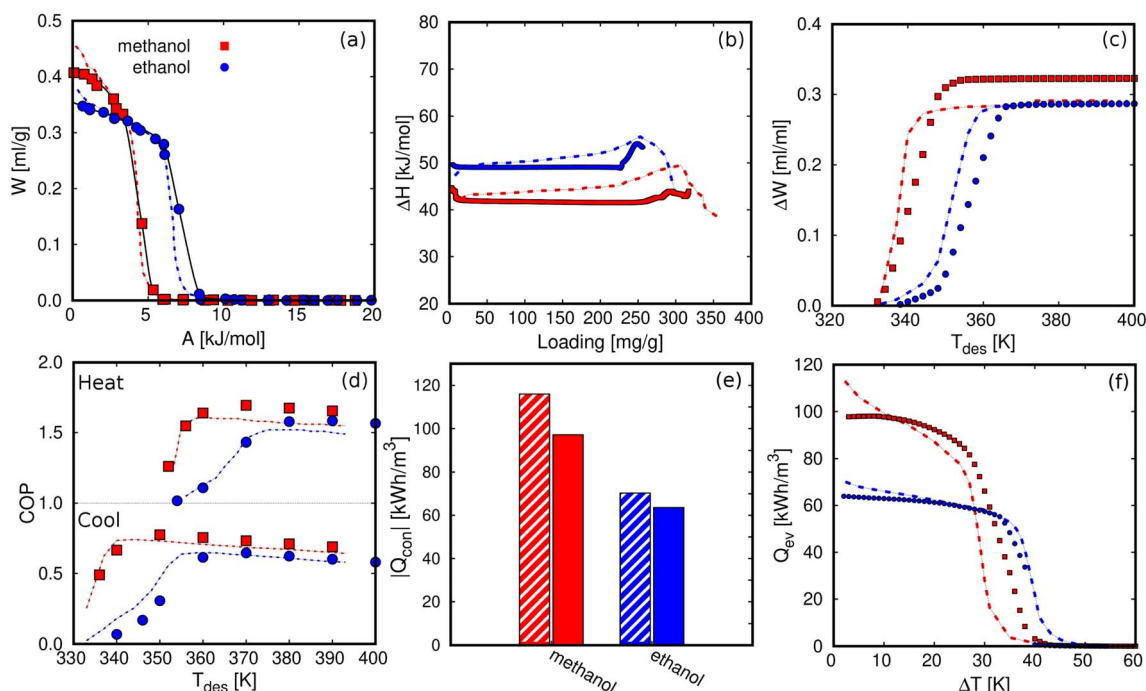 methanol
ethanol
(a)
0.5
0.4
0.3
0.2
0.1
0.0
W [ml/g]
0 5 10 15 20
A [kJ/mol]
(b)
80
70
60
50
40
30
20
ΔH [kJ/mol]
0 50 100 150 200 250 300 350 400
Loading [mg/g]
(c)
0.4
0.3
0.2
0.1
0.0
ΔW [ml/ml]
320 340 360 380 400
T_des [K]
(d)
Heat
Cool
2.0
1.5
1.0
0.5
0.0
COP
330 340 350 360 370 380 390 400
T_des [K]
(e)
120
100
80
60
40
20
0
|Q_con| [kWh/m³]
methanol
ethanol
(f)
120
100
80
60
40
20
0
Q_ev [kWh/m³]
0 10 20 30 40 50 60
ΔT [K]